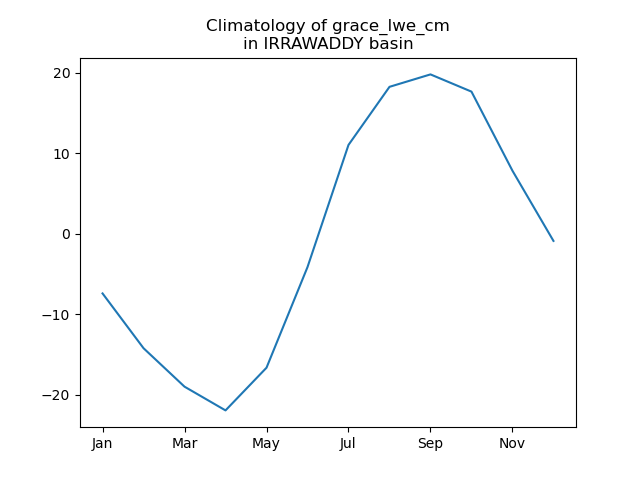 Climatology of grace_lwe_cm
in IRRAWADDY basin
20
10
0
−10
−20
Jan
Mar
May
Jul
Sep
Nov